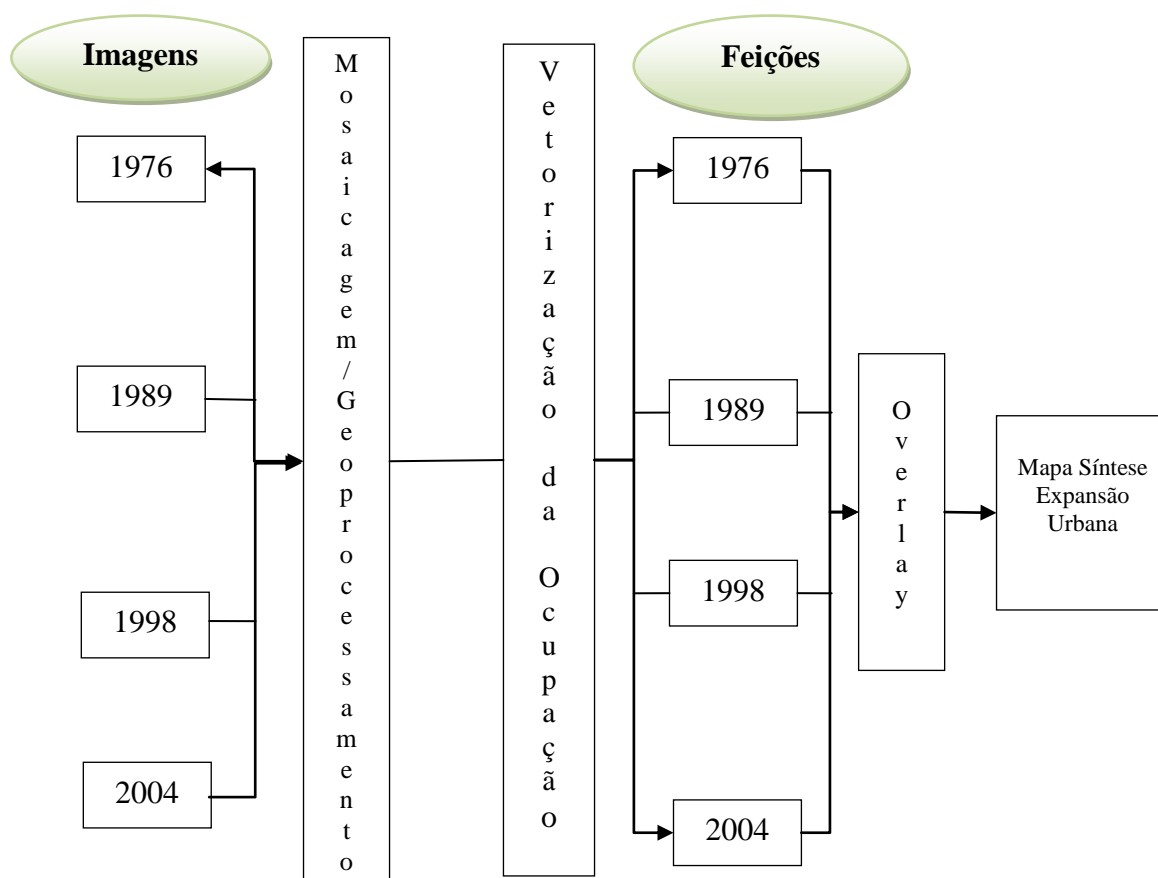 Imagens
1976
1989
1998
2004
Mosaicagem/Geoprocessamento
Vetorização da Ocupação
Feições
1976
1989
1998
2004
Overlay
Mapa Síntese
Expansão
Urbana